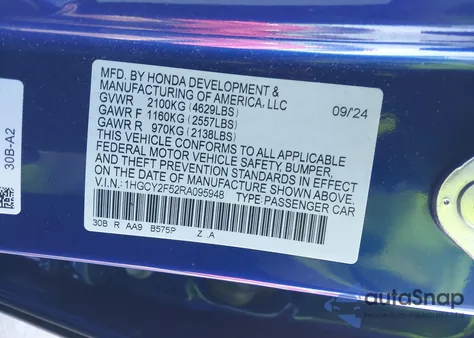 30B-A2
MFD. BY HONDA DEVELOPMENT &
MANUFACTURING OF AMERICA, LLC
GVWR 2100KG (4629LBS) 09/24
GAWR F 1160KG (2557LBS)
GAWR R 970KG (2138LBS)
THIS VEHICLE CONFORMS TO ALL APPLICABLE
FEDERAL MOTOR VEHICLE SAFETY, BUMPER,
AND THEFT PREVENTION STANDARDS IN EFFECT
ON THE DATE OF MANUFACTURE SHOWN ABOVE.
V.I.N.: 1HGCY2F52RA095948 TYPE: PASSENGER CAR
30B R AA9 B575P Z .A
autoSnap